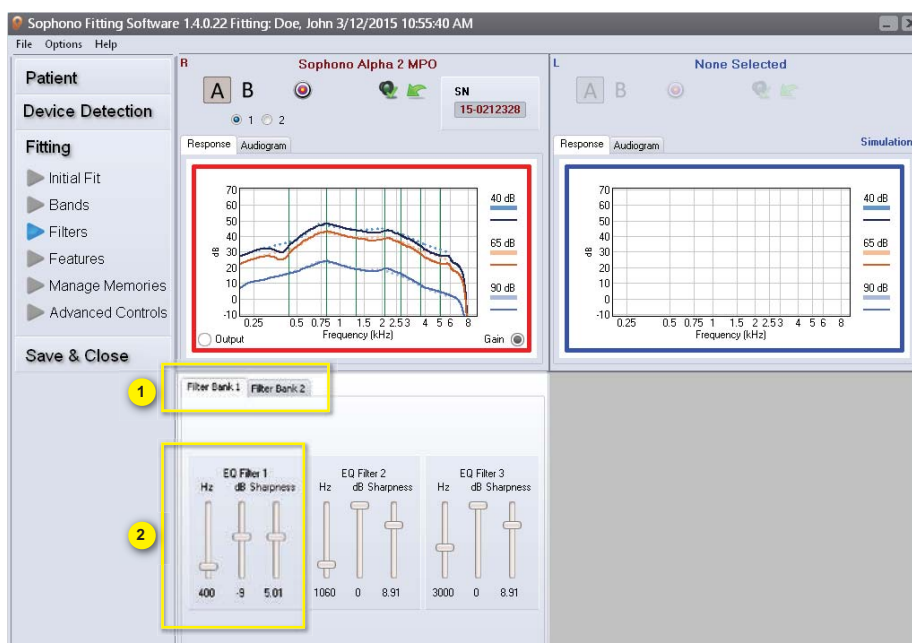 Sophono Fitting Software 1.4.0.22 Fitting: Doe, John 3/12/2015 10:55:40 AM
File Options Help
Patient
Device Detection
Fitting
Initial Fit
Bands
Filters
Features
Manage Memories
Advanced Controls
Save & Close
R
Sophono Alpha 2 MPO
A B
1 2
SN
15-0212328
Response Audiogram
70
60
50
40
30
20
10
0
-10
dB
0.25 0.5 0.75 1 1.5 2 2.5 3 4 5 6 8
Frequency (kHz)
Output
Gain
40 dB
65 dB
90 dB
L
None Selected
A B
Response Audiogram
Simulation
70
60
50
40
30
20
10
0
-10
dB
0.25 0.5 0.75 1 1.5 2 2.5 3 4 5 6 8
Frequency (kHz)
40 dB
65 dB
90 dB
1
Filter Bank 1 Filter Bank 2
2
EQ Filter 1
Hz dB Sharpness
400 -9 5.01
EQ Filter 2
Hz dB Sharpness
1060 0 8.91
EQ Filter 3
Hz dB Sharpness
3000 0 8.91